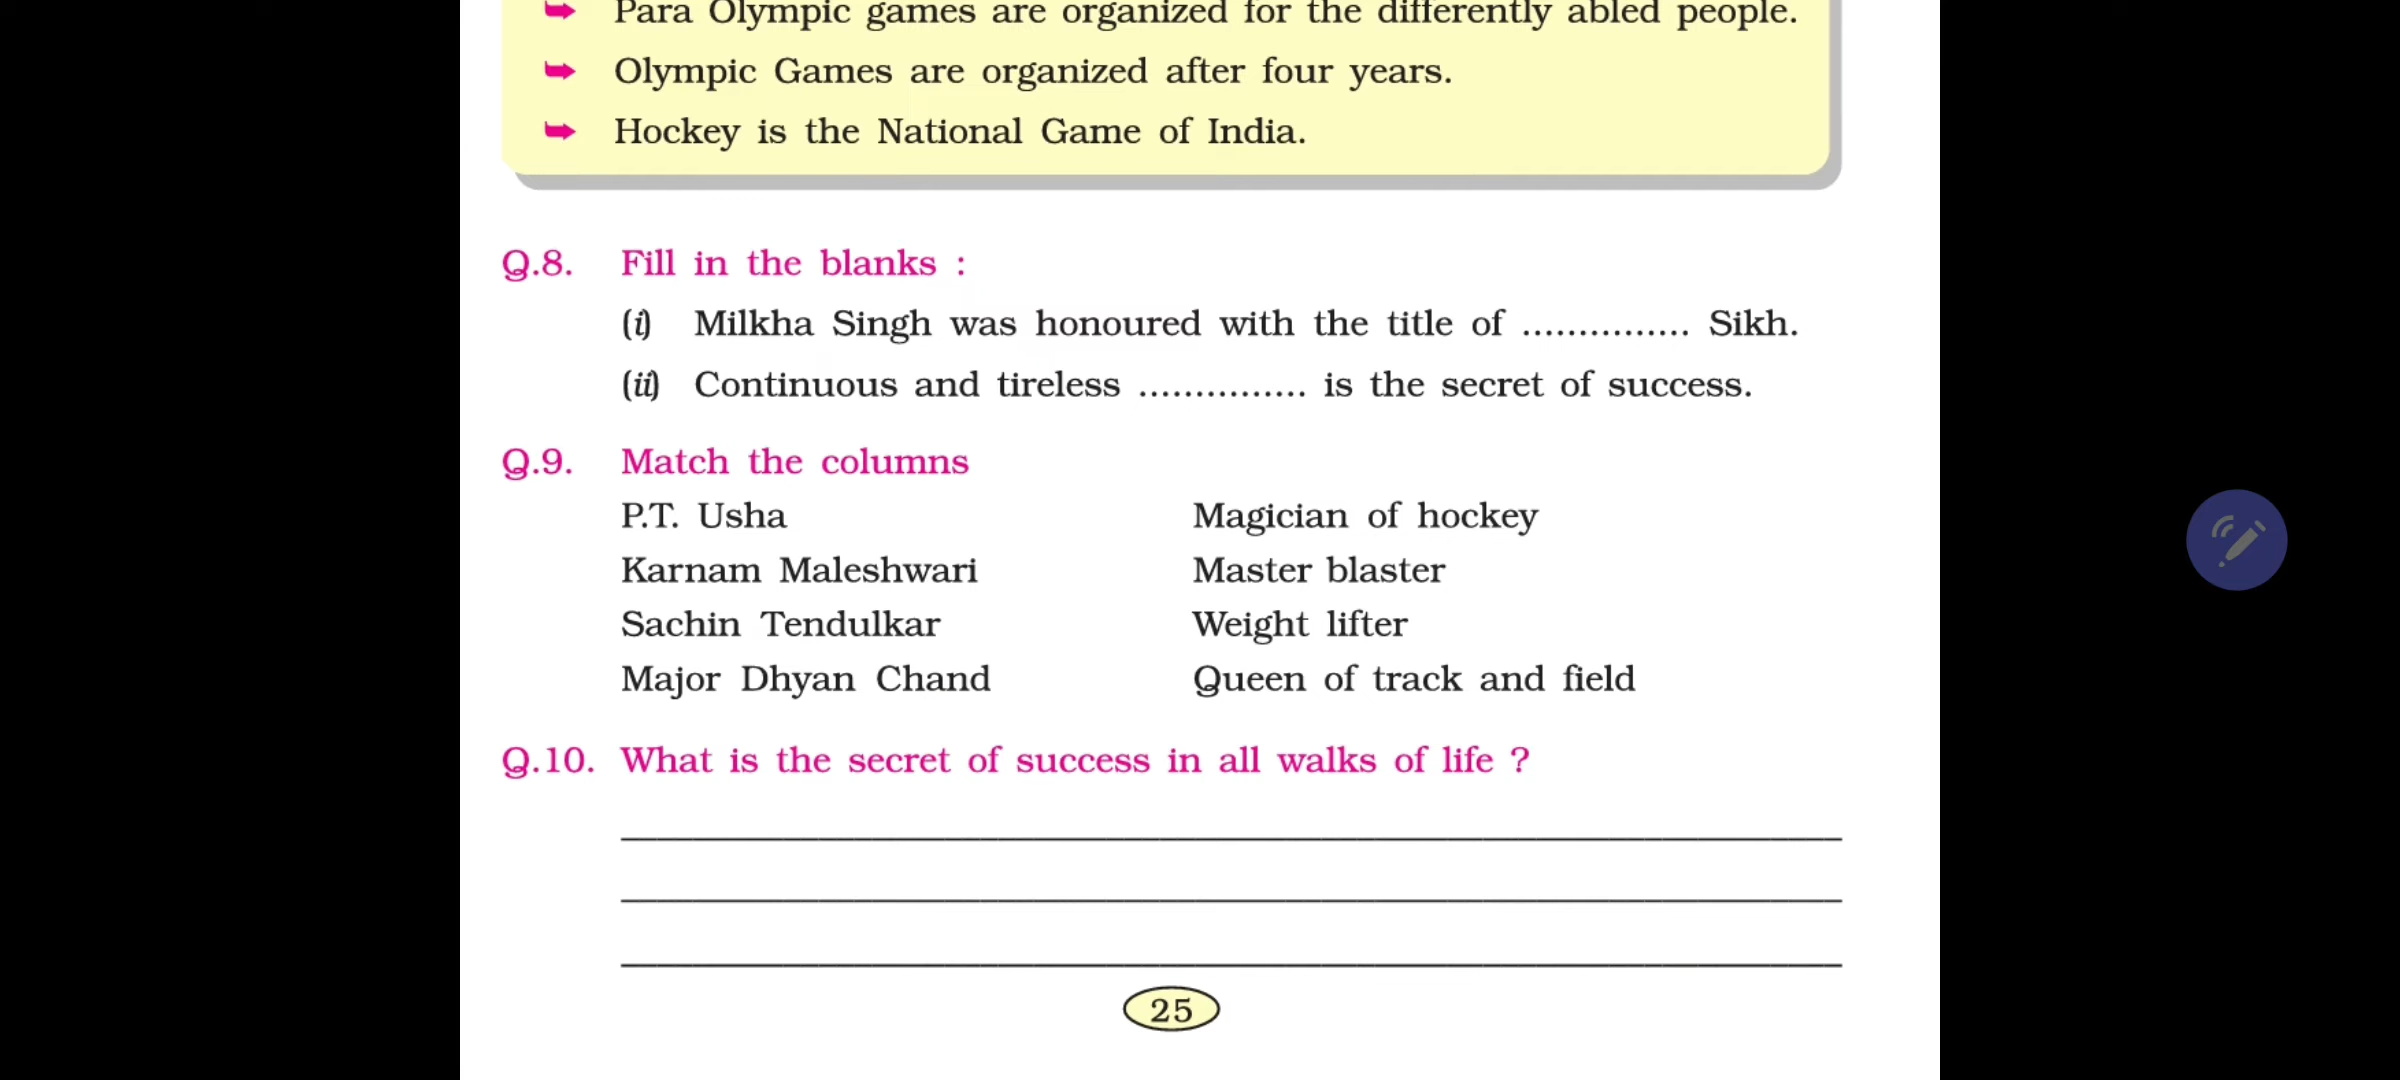 Para Olympic games are organized for the differently abled people.
Olympic Games are organized after four years.
Hockey is the National Game of India.
Q.8. Fill in the blanks :
(i) Milkha Singh was honoured with the title of ............... Sikh.
(ii) Continuous and tireless ............... is the secret of success.
Q.9. Match the columns
P.T. Usha Magician of hockey
Karnam Maleshwari Master blaster
Sachin Tendulkar Weight lifter
Major Dhyan Chand Queen of track and field
Q.10. What is the secret of success in all walks of life ?
25